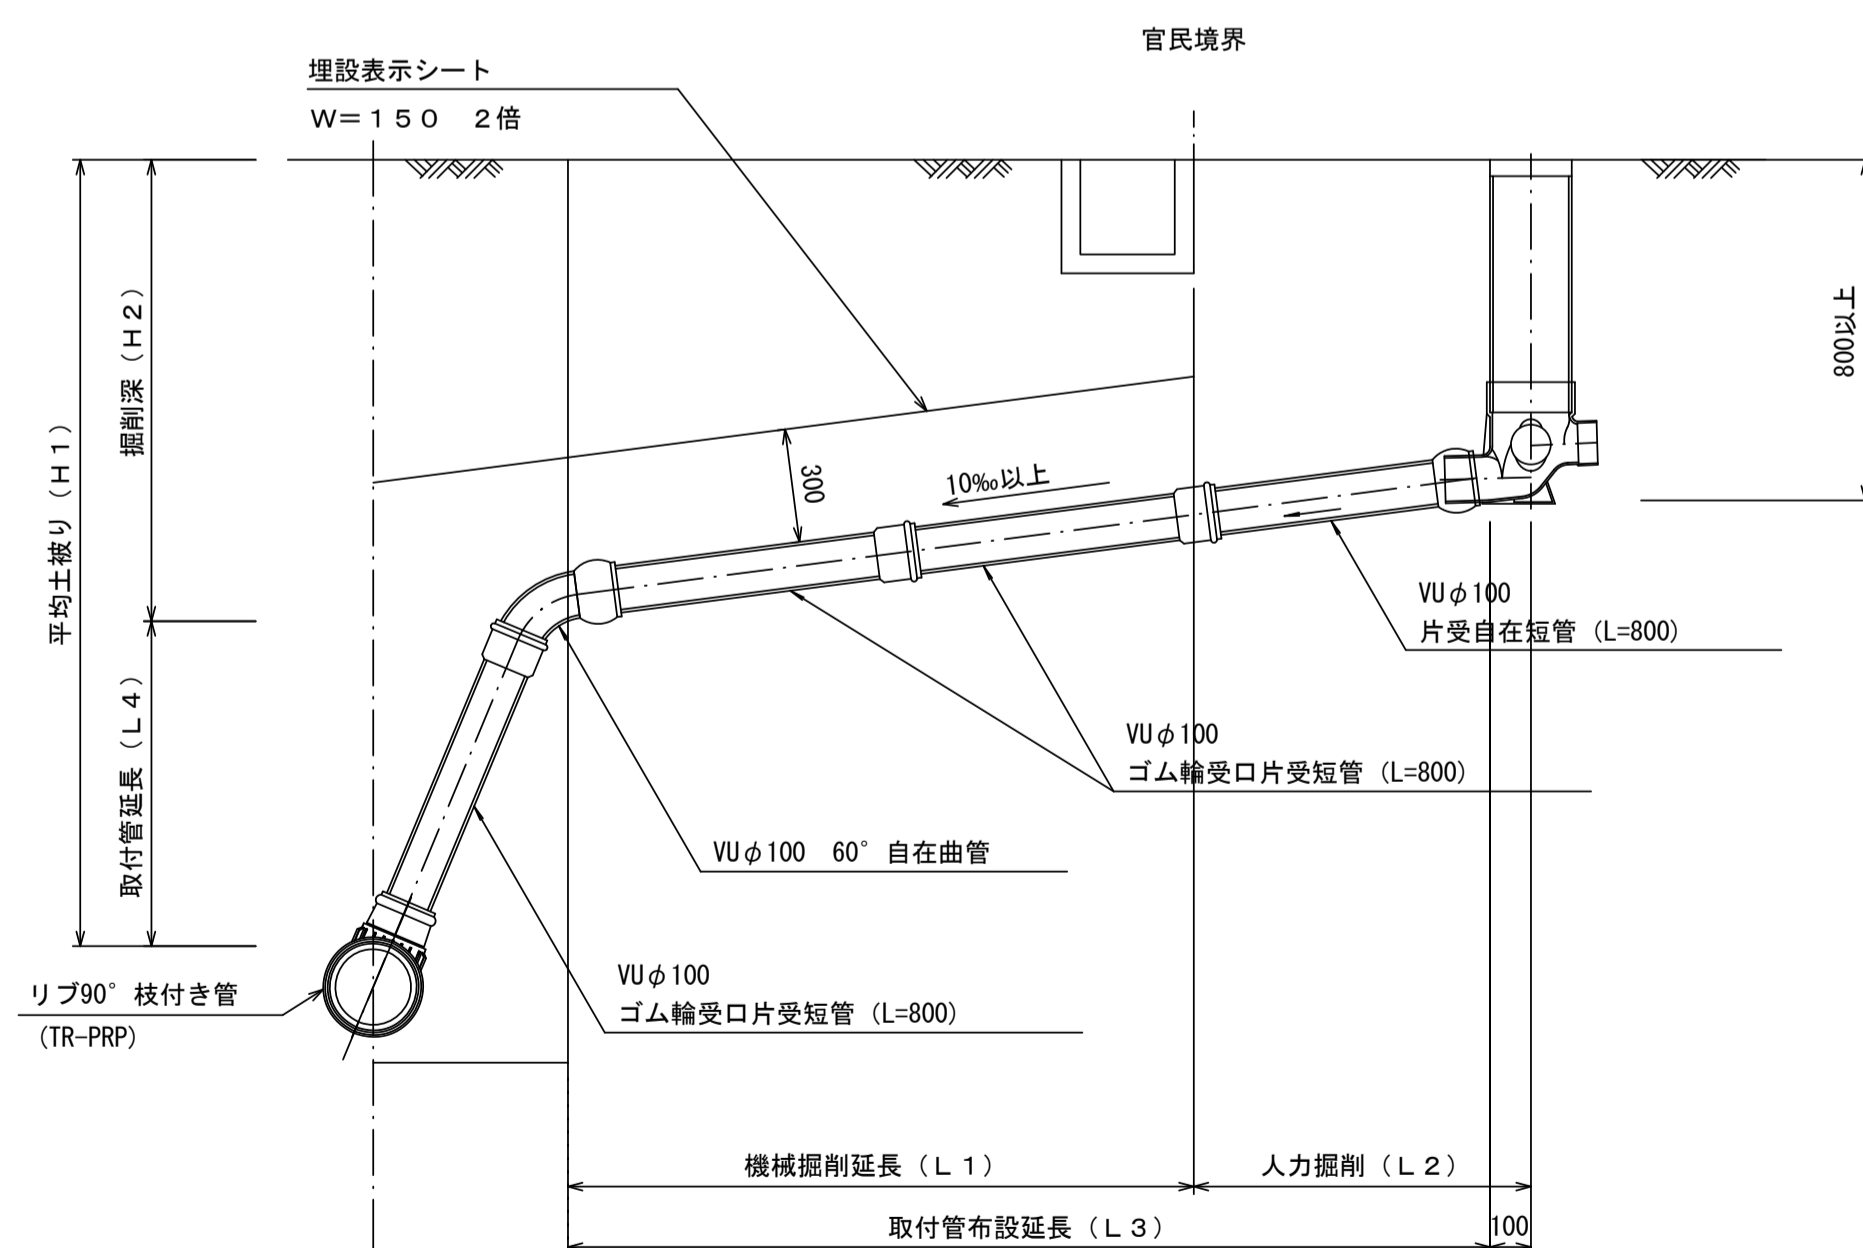 官民境界
埋設表示シート
W=150 2倍
平均土被り(H1)
掘削深(H2)
取付管延長(L4)
800以上
300
10‰以上
VUφ100
片受自在短管(L=800)
VUφ100
ゴム輪受口片受短管(L=800)
VUφ100 60°自在曲管
VUφ100
ゴム輪受口片受短管(L=800)
リブ90°枝付き管
(TR-PRP)
機械掘削延長(L1)
人力掘削(L2)
取付管布設延長(L3)
100